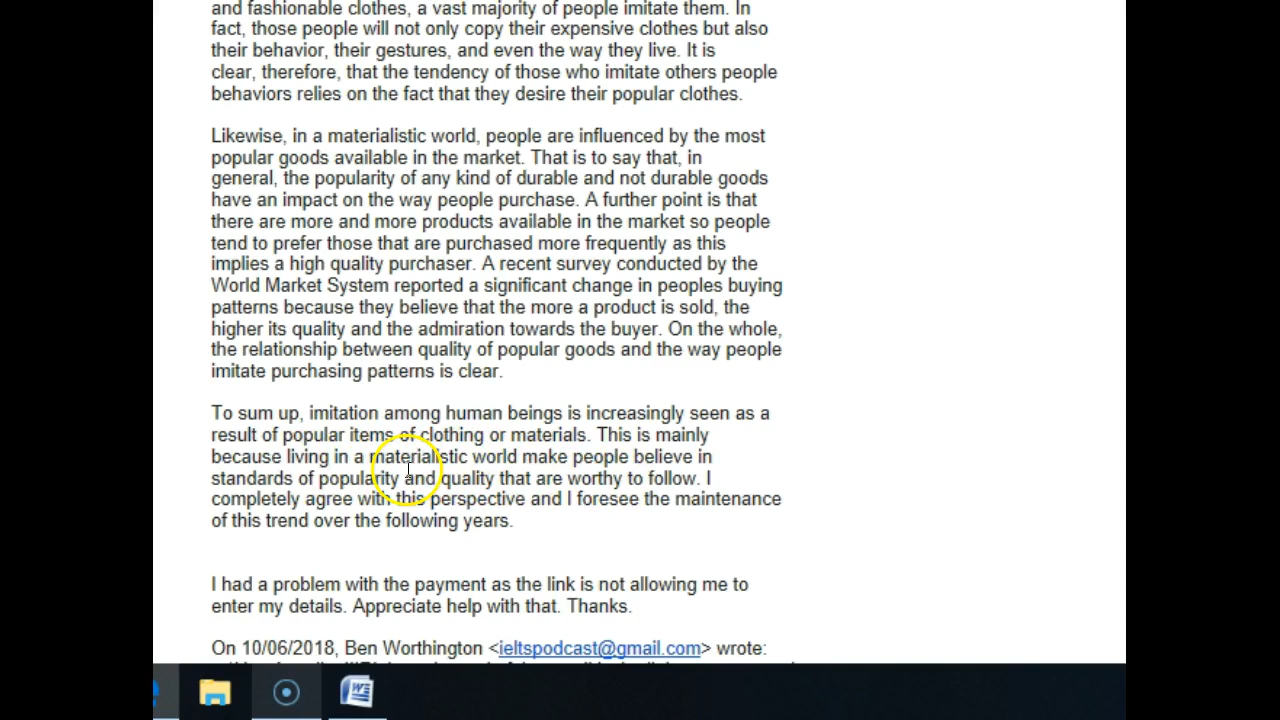 and fashionable clothes, a vast majority of people imitate them. In
fact, those people will not only copy their expensive clothes but also
their behavior, their gestures, and even the way they live. It is
clear, therefore, that the tendency of those who imitate others people
behaviors relies on the fact that they desire their popular clothes.
Likewise, in a materialistic world, people are influenced by the most
popular goods available in the market. That is to say that, in
general, the popularity of any kind of durable and not durable goods
have an impact on the way people purchase. A further point is that
there are more and more products available in the market so people
tend to prefer those that are purchased more frequently as this
implies a high quality purchaser. A recent survey conducted by the
World Market System reported a significant change in peoples buying
patterns because they believe that the more a product is sold, the
higher its quality and the admiration towards the buyer. On the whole,
the relationship between quality of popular goods and the way people
imitate purchasing patterns is clear.
To sum up, imitation among human beings is increasingly seen as a
result of popular items of clothing or materials. This is mainly
because living in a materialistic world make people believe in
standards of popularity and quality that are worthy to follow. I
completely agree with this perspective and I foresee the maintenance
of this trend over the following years.
I had a problem with the payment as the link is not allowing me to
enter my details. Appreciate help with that. Thanks.
On 10/06/2018, Ben Worthington <ieltspodcast@gmail.com> wrote: